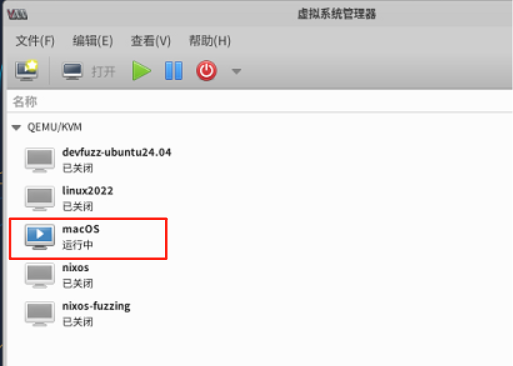 虚拟系统管理器
文件(F) 编辑(E) 查看(V) 帮助(H)
打开
名称
QEMU/KVM
devfuzz-ubuntu24.04
已关闭
linux2022
已关闭
macOS
运行中
nixos
已关闭
nixos-fuzzing
已关闭